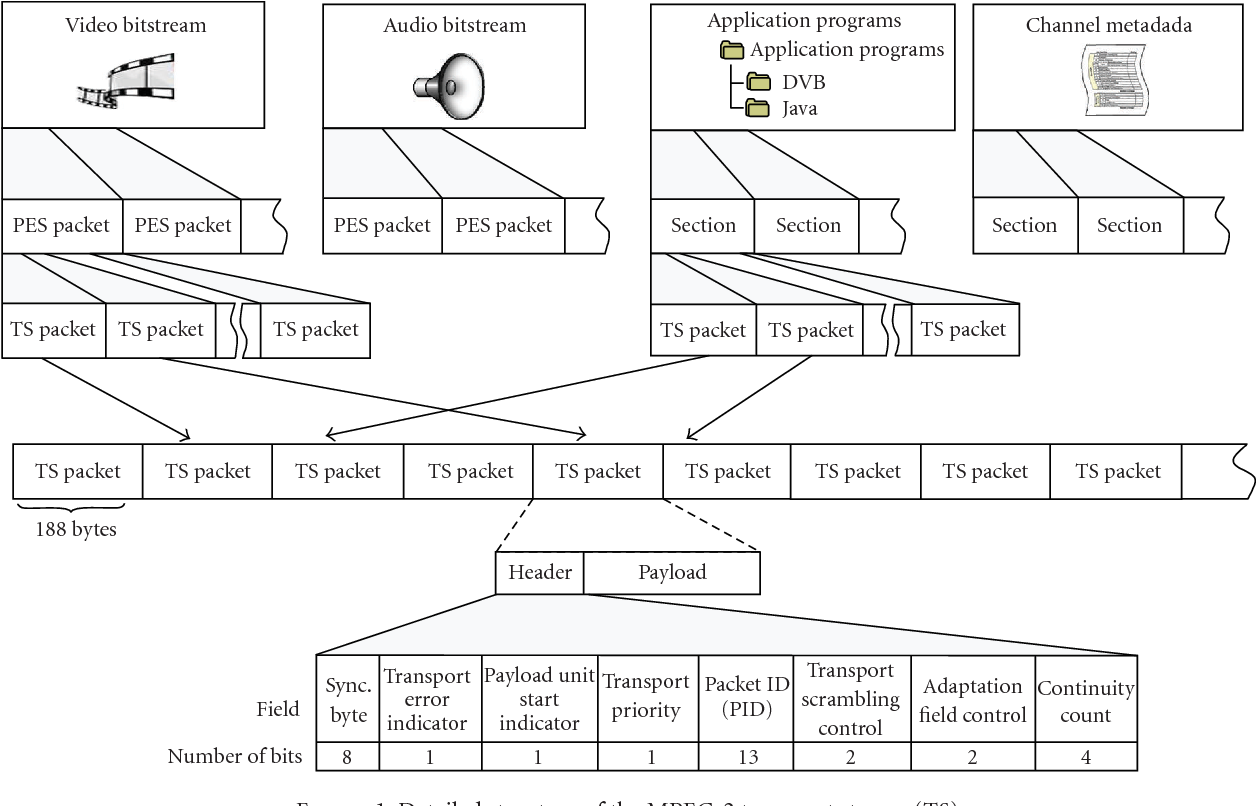 Video bitstream
Audio bitstream
Application programs
Application programs
DVB
Java
Channel metadada
PES packet PES packet
PES packet PES packet
Section Section
Section Section
TS packet TS packet TS packet
TS packet TS packet TS packet
TS packet TS packet TS packet TS packet TS packet TS packet TS packet TS packet TS packet
188 bytes
Header Payload
Field
Sync.
byte
Transport
error
indicator
Payload unit
start
indicator
Transport
priority
Packet ID
(PID)
Transport
scrambling
control
Adaptation
field control
Continuity
count
Number of bits 8 1 1 1 13 2 2 4